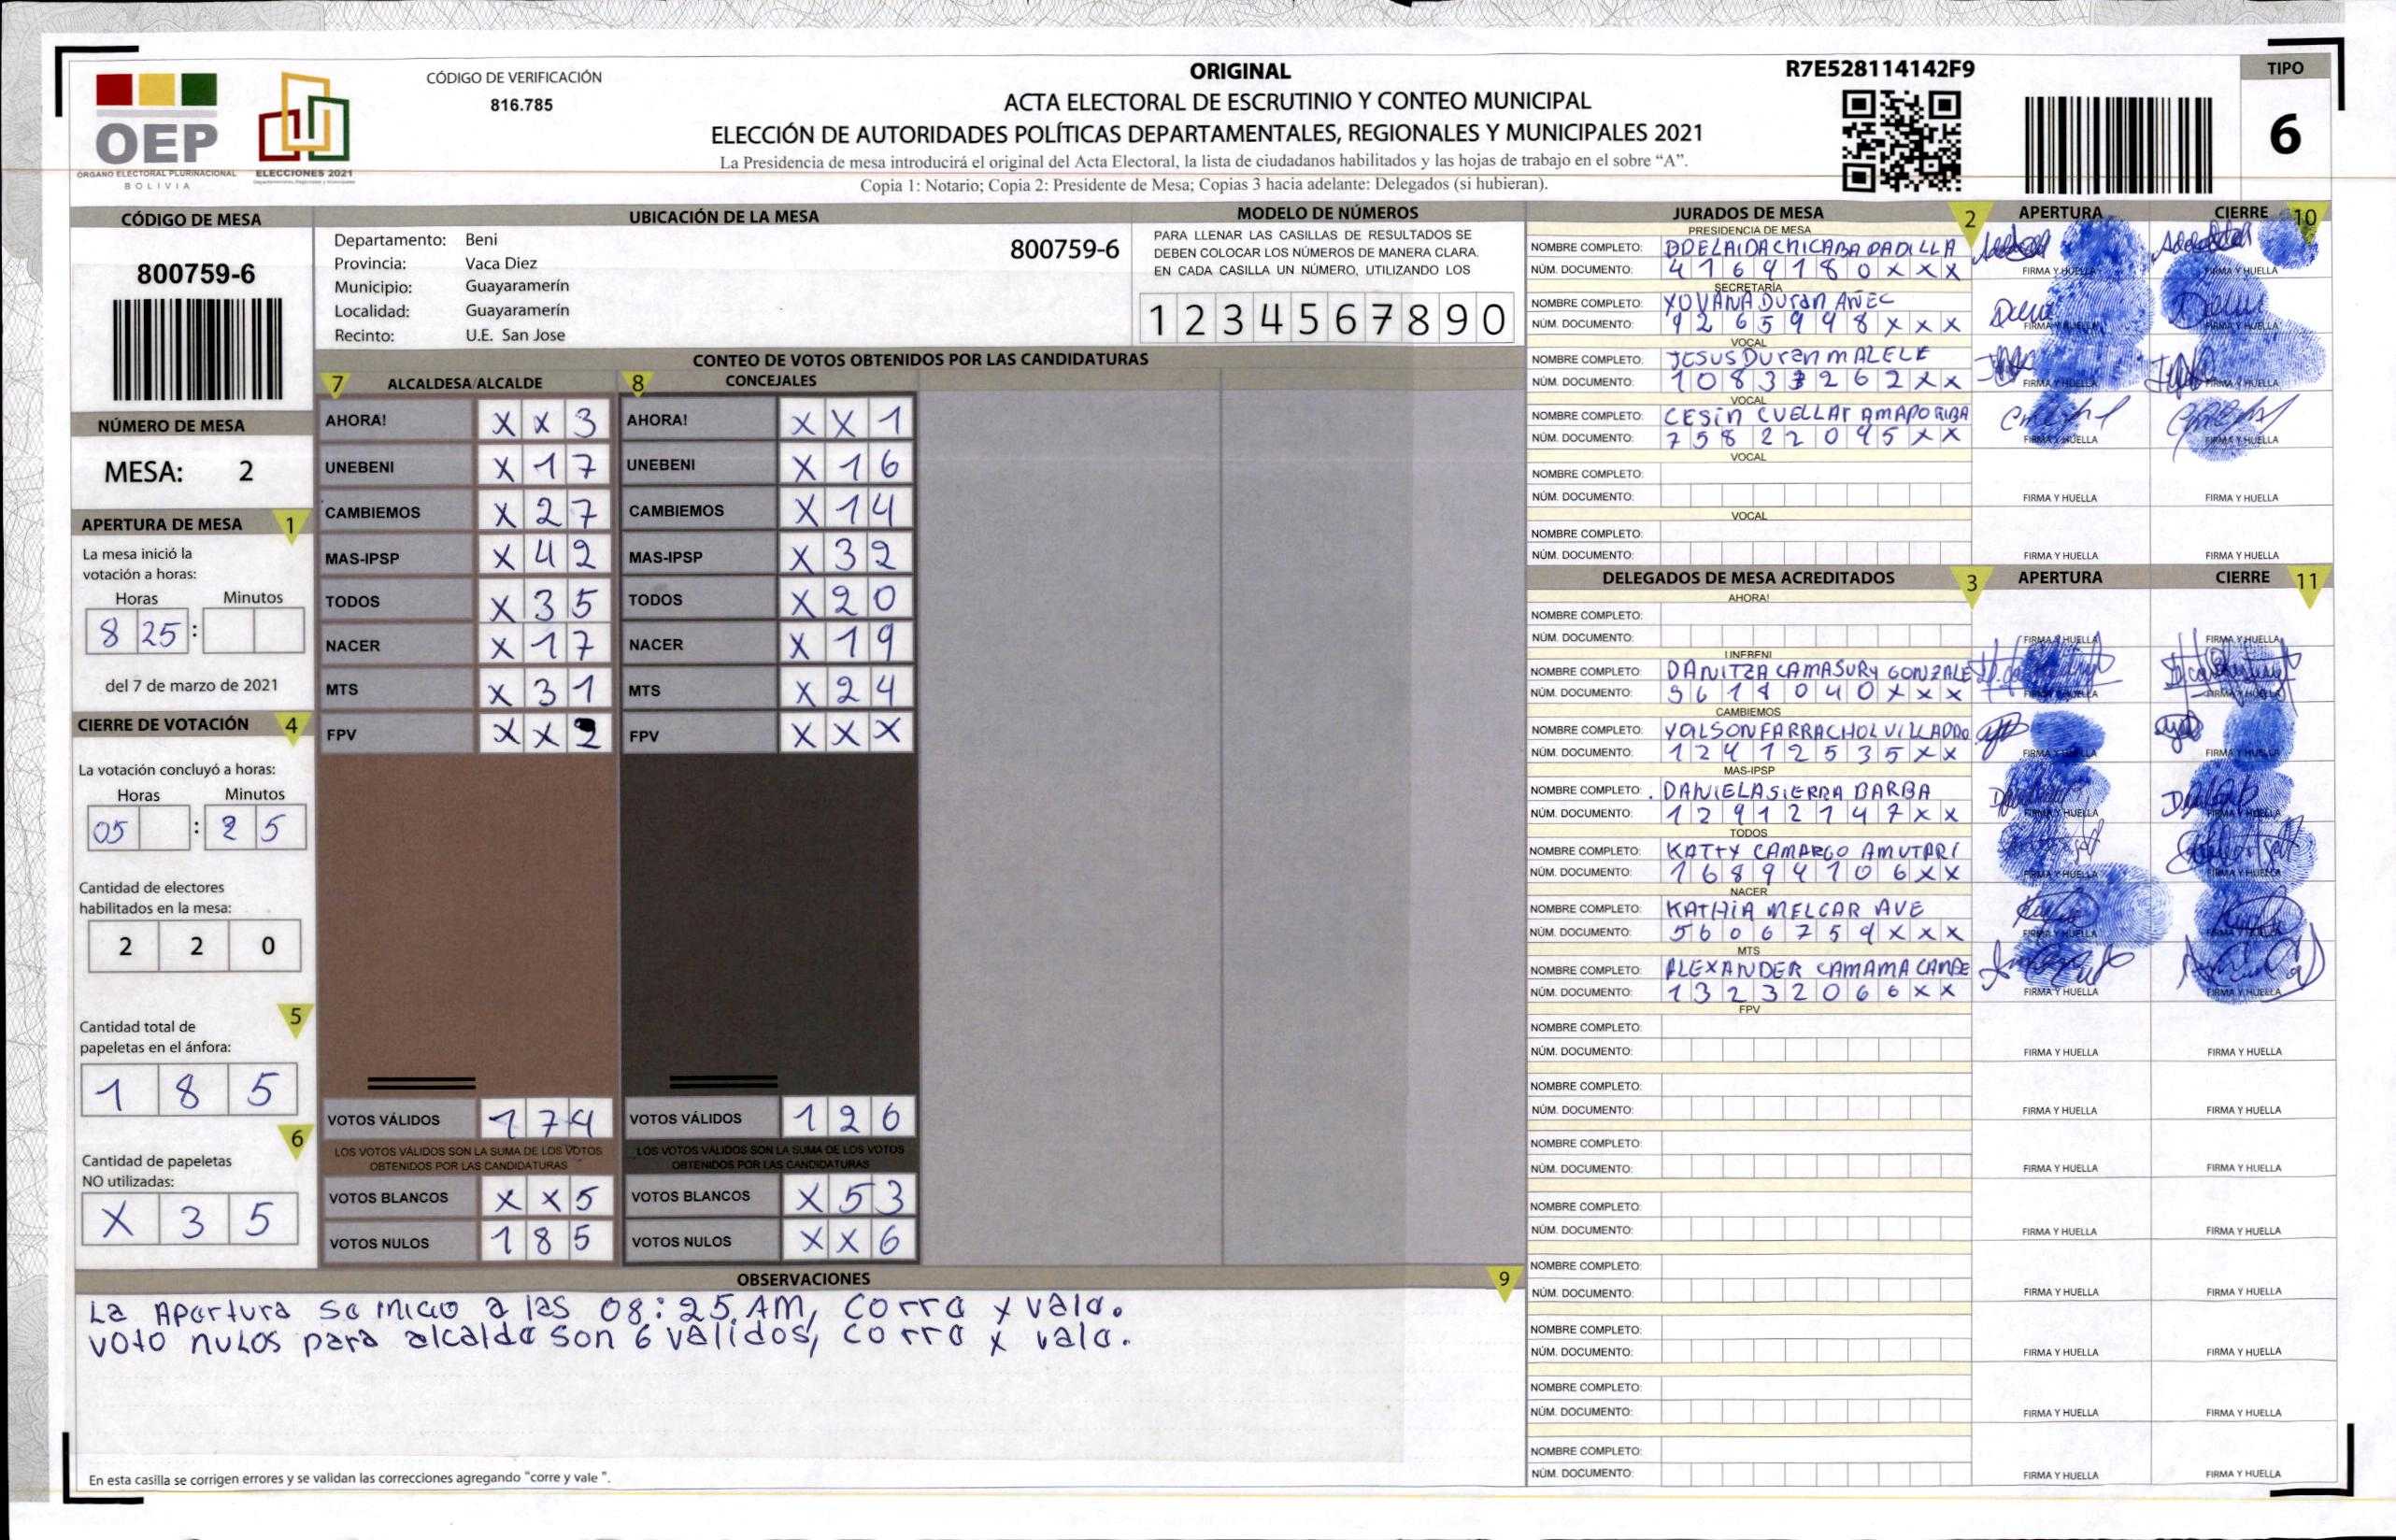 ORIGINAL
R7E528114142F9
TIPO
6
CÓDIGO DE VERIFICACIÓN
816.785
ACTA ELECTORAL DE ESCRUTINIO Y CONTEO MUNICIPAL
ELECCIÓN DE AUTORIDADES POLÍTICAS DEPARTAMENTALES, REGIONALES Y MUNICIPALES 2021
La Presidencia de mesa introducirá el original del Acta Electoral, la lista de ciudadanos habilitados y las hojas de trabajo en el sobre “A”.
Copia 1: Notario; Copia 2: Presidente de Mesa; Copias 3 hacia adelante: Delegados (si hubieran).
OEP
ÓRGANO ELECTORAL PLURINACIONAL
BOLIVIA
ELECCIONES 2021
CÓDIGO DE MESA
800759-6
NÚMERO DE MESA
MESA: 2
APERTURA DE MESA 1
La mesa inició la
votación a horas:
Horas Minutos
8 25 :
del 7 de marzo de 2021
CIERRE DE VOTACIÓN 4
La votación concluyó a horas:
Horas Minutos
05 : 2 5
Cantidad de electores
habilitados en la mesa:
2 2 0
5
Cantidad total de
papeletas en el ánfora:
1 8 5
6
Cantidad de papeletas
NO utilizadas:
X 3 5
UBICACIÓN DE LA MESA
Departamento: Beni
800759-6
Provincia: Vaca Diez
Municipio: Guayaramerín
Localidad: Guayaramerín
Recinto: U.E. San Jose
MODELO DE NÚMEROS
PARA LLENAR LAS CASILLAS DE RESULTADOS SE
DEBEN COLOCAR LOS NÚMEROS DE MANERA CLARA.
EN CADA CASILLA UN NÚMERO, UTILIZANDO LOS
1 2 3 4 5 6 7 8 9 0
CONTEO DE VOTOS OBTENIDOS POR LAS CANDIDATURAS
7 ALCALDESA/ALCALDE
AHORA! X X 3
UNEBENI X 1 7
CAMBIEMOS X 2 7
MAS-IPSP X 4 2
TODOS X 3 5
NACER X 1 7
MTS X 3 1
FPV X X 2
VOTOS VÁLIDOS 1 7 4
LOS VOTOS VÁLIDOS SON LA SUMA DE LOS VOTOS
OBTENIDOS POR LAS CANDIDATURAS
VOTOS BLANCOS X X 5
VOTOS NULOS 1 8 5
8 CONCEJALES
AHORA! X X 1
UNEBENI X 1 6
CAMBIEMOS X 1 4
MAS-IPSP X 3 2
TODOS X 2 0
NACER X 1 9
MTS X 2 4
FPV X X X
VOTOS VÁLIDOS 1 2 6
LOS VOTOS VÁLIDOS SON LA SUMA DE LOS VOTOS
OBTENIDOS POR LAS CANDIDATURAS
VOTOS BLANCOS X 5 3
VOTOS NULOS X X 6
OBSERVACIONES 9
La Apertura se inicio a las 08:25 AM, corre y vale.
voto nulos para alcalde son 6 validos, corre y vale.
En esta casilla se corrigen errores y se validan las correcciones agregando "corre y vale ".
JURADOS DE MESA 2 APERTURA CIERRE 10
PRESIDENCIA DE MESA
NOMBRE COMPLETO: ADELAIDA CHICABA PADILLA
NÚM. DOCUMENTO: 4 1 6 9 1 8 0 X X X FIRMA Y HUELLA FIRMA Y HUELLA
SECRETARÍA
NOMBRE COMPLETO: YOVANA DURAN AÑEC
NÚM. DOCUMENTO: 9 2 6 5 9 4 8 X X X FIRMA Y HUELLA FIRMA Y HUELLA
VOCAL
NOMBRE COMPLETO: JESUS DURAN MALELE
NÚM. DOCUMENTO: 1 0 8 3 3 2 6 2 X X FIRMA Y HUELLA FIRMA Y HUELLA
VOCAL
NOMBRE COMPLETO: CESIN CUELLAR
NÚM. DOCUMENTO: 7 5 8 2 2 0 4 5 X X FIRMA Y HUELLA FIRMA Y HUELLA
VOCAL
NOMBRE COMPLETO:
NÚM. DOCUMENTO: FIRMA Y HUELLA FIRMA Y HUELLA
VOCAL
NOMBRE COMPLETO:
NÚM. DOCUMENTO: FIRMA Y HUELLA FIRMA Y HUELLA
DELEGADOS DE MESA ACREDITADOS 3 APERTURA CIERRE 11
AHORA!
NOMBRE COMPLETO:
NÚM. DOCUMENTO: FIRMA Y HUELLA FIRMA Y HUELLA
UNEBENI
NOMBRE COMPLETO: DANITZA CAMASURY GONZALE
NÚM. DOCUMENTO: 5 6 1 9 0 4 0 X X X FIRMA Y HUELLA FIRMA Y HUELLA
CAMBIEMOS
NOMBRE COMPLETO: YOILSON FARRACHOL
NÚM. DOCUMENTO: 1 2 4 1 2 5 3 5 X X FIRMA Y HUELLA FIRMA Y HUELLA
MAS-IPSP
NOMBRE COMPLETO: DANIELA SIERRA BARBA
NÚM. DOCUMENTO: 1 2 9 1 2 1 4 7 X X FIRMA Y HUELLA FIRMA Y HUELLA
TODOS
NOMBRE COMPLETO: KATTY CAMARGO AMUTARI
NÚM. DOCUMENTO: 1 6 8 9 4 1 0 6 X X FIRMA Y HUELLA FIRMA Y HUELLA
NACER
NOMBRE COMPLETO: KATHIA MELGAR AVE
NÚM. DOCUMENTO: 5 6 0 6 7 5 9 X X X FIRMA Y HUELLA FIRMA Y HUELLA
MTS
NOMBRE COMPLETO: ALEXANDER CAMAMA CANDE
NÚM. DOCUMENTO: 1 3 2 3 2 0 6 6 X X FIRMA Y HUELLA FIRMA Y HUELLA
FPV
NOMBRE COMPLETO:
NÚM. DOCUMENTO: FIRMA Y HUELLA FIRMA Y HUELLA
NOMBRE COMPLETO:
NÚM. DOCUMENTO: FIRMA Y HUELLA FIRMA Y HUELLA
NOMBRE COMPLETO:
NÚM. DOCUMENTO: FIRMA Y HUELLA FIRMA Y HUELLA
NOMBRE COMPLETO:
NÚM. DOCUMENTO: FIRMA Y HUELLA FIRMA Y HUELLA
NOMBRE COMPLETO:
NÚM. DOCUMENTO: FIRMA Y HUELLA FIRMA Y HUELLA
NOMBRE COMPLETO:
NÚM. DOCUMENTO: FIRMA Y HUELLA FIRMA Y HUELLA
NOMBRE COMPLETO:
NÚM. DOCUMENTO: FIRMA Y HUELLA FIRMA Y HUELLA
NOMBRE COMPLETO:
NÚM. DOCUMENTO: FIRMA Y HUELLA FIRMA Y HUELLA